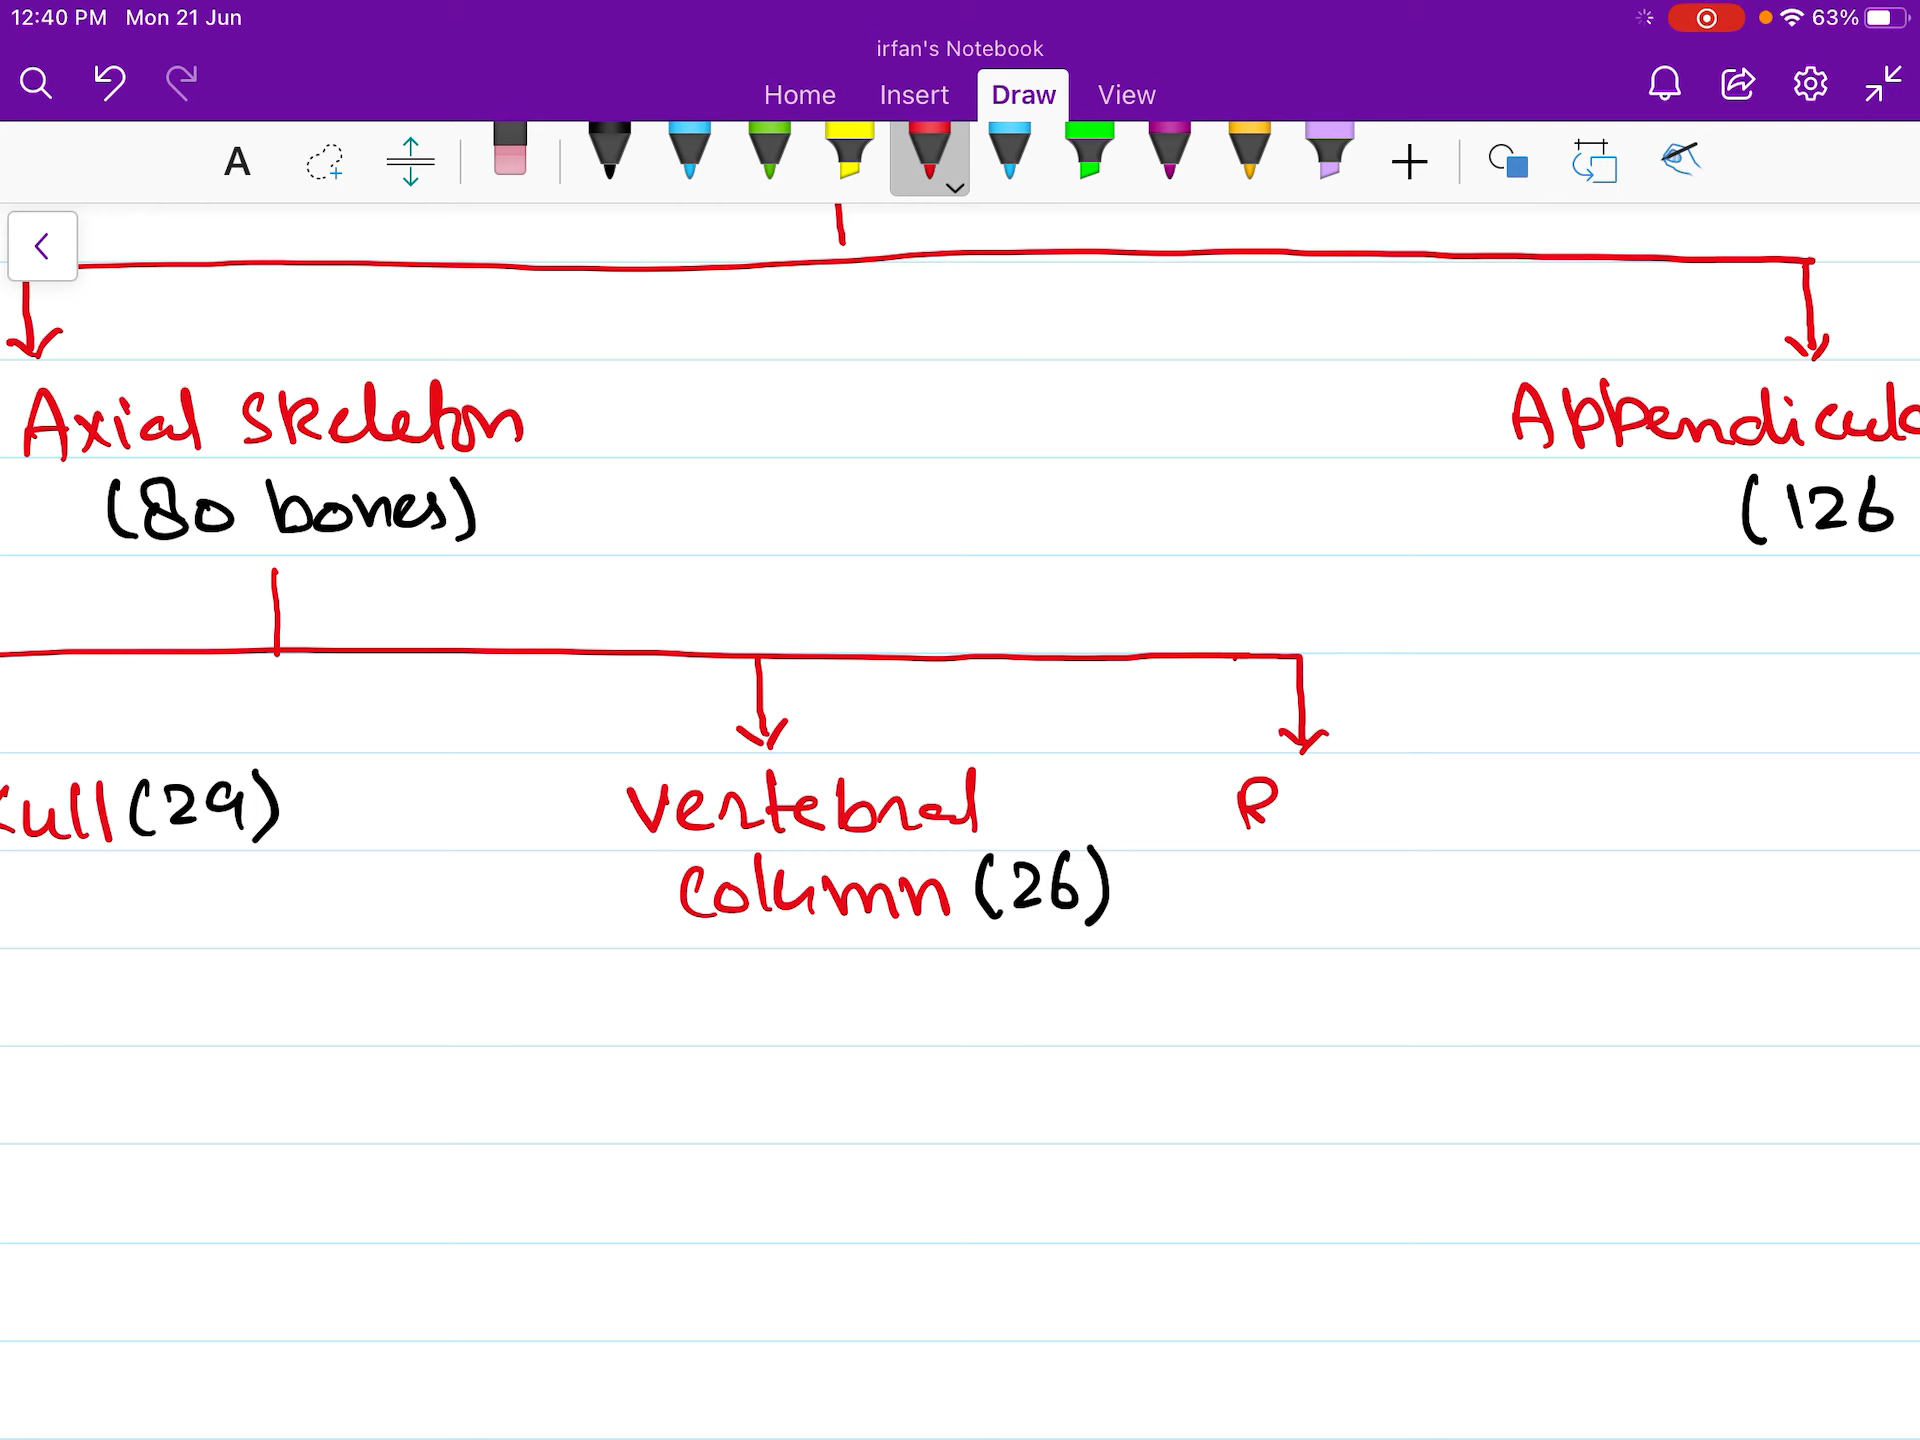 12:40 PM Mon 21 Jun
63%
irfan's Notebook
Home Insert Draw View
A
Axial skeleton
Appendicula
(80 bones)
(126
kull (29)
vertebral
R
column (26)